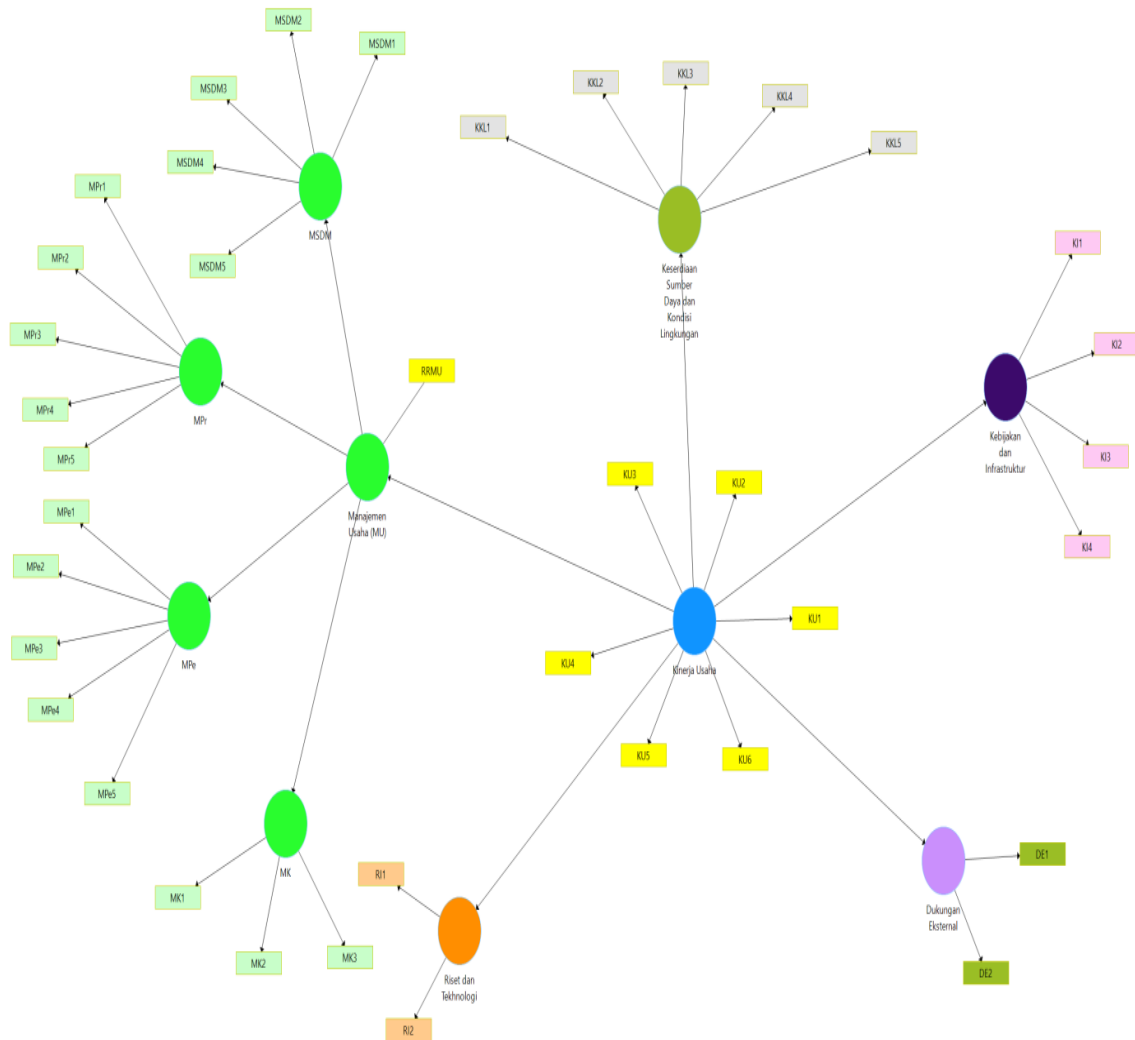 MSDM2
MSDM1
MSDM3
MSDM4
MSDM5
MSDM
KKL1
KKL2
KKL3
KKL4
KKL5
Keserdiaan
Sumber
Daya dan
Kondisi
Lingkungan
MPr1
MPr2
MPr3
MPr4
MPr5
MPr
RRMU
Manajemen
Usaha (MU)
KI1
KI2
KI3
KI4
Kebijakan
dan
Infrastruktur
MPe1
MPe2
MPe3
MPe4
MPe5
MPe
KU3
KU2
KU1
KU4
KU5
KU6
Kinerja Usaha
MK
MK1
MK2
MK3
RI1
RI2
Riset dan
Tekhnologi
DE1
DE2
Dukungan
Eksternal